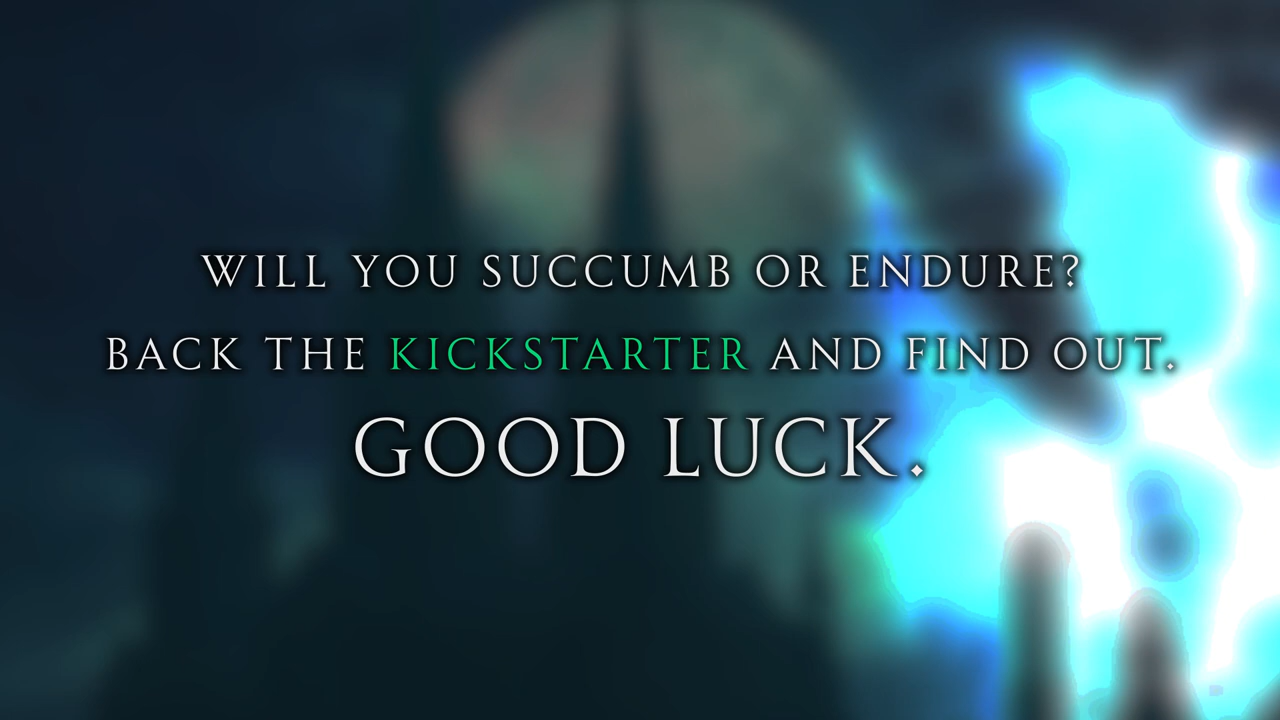 WILL YOU SUCCUMB OR ENDURE?
BACK THE KICKSTARTER AND FIND OUT.
GOOD LUCK.